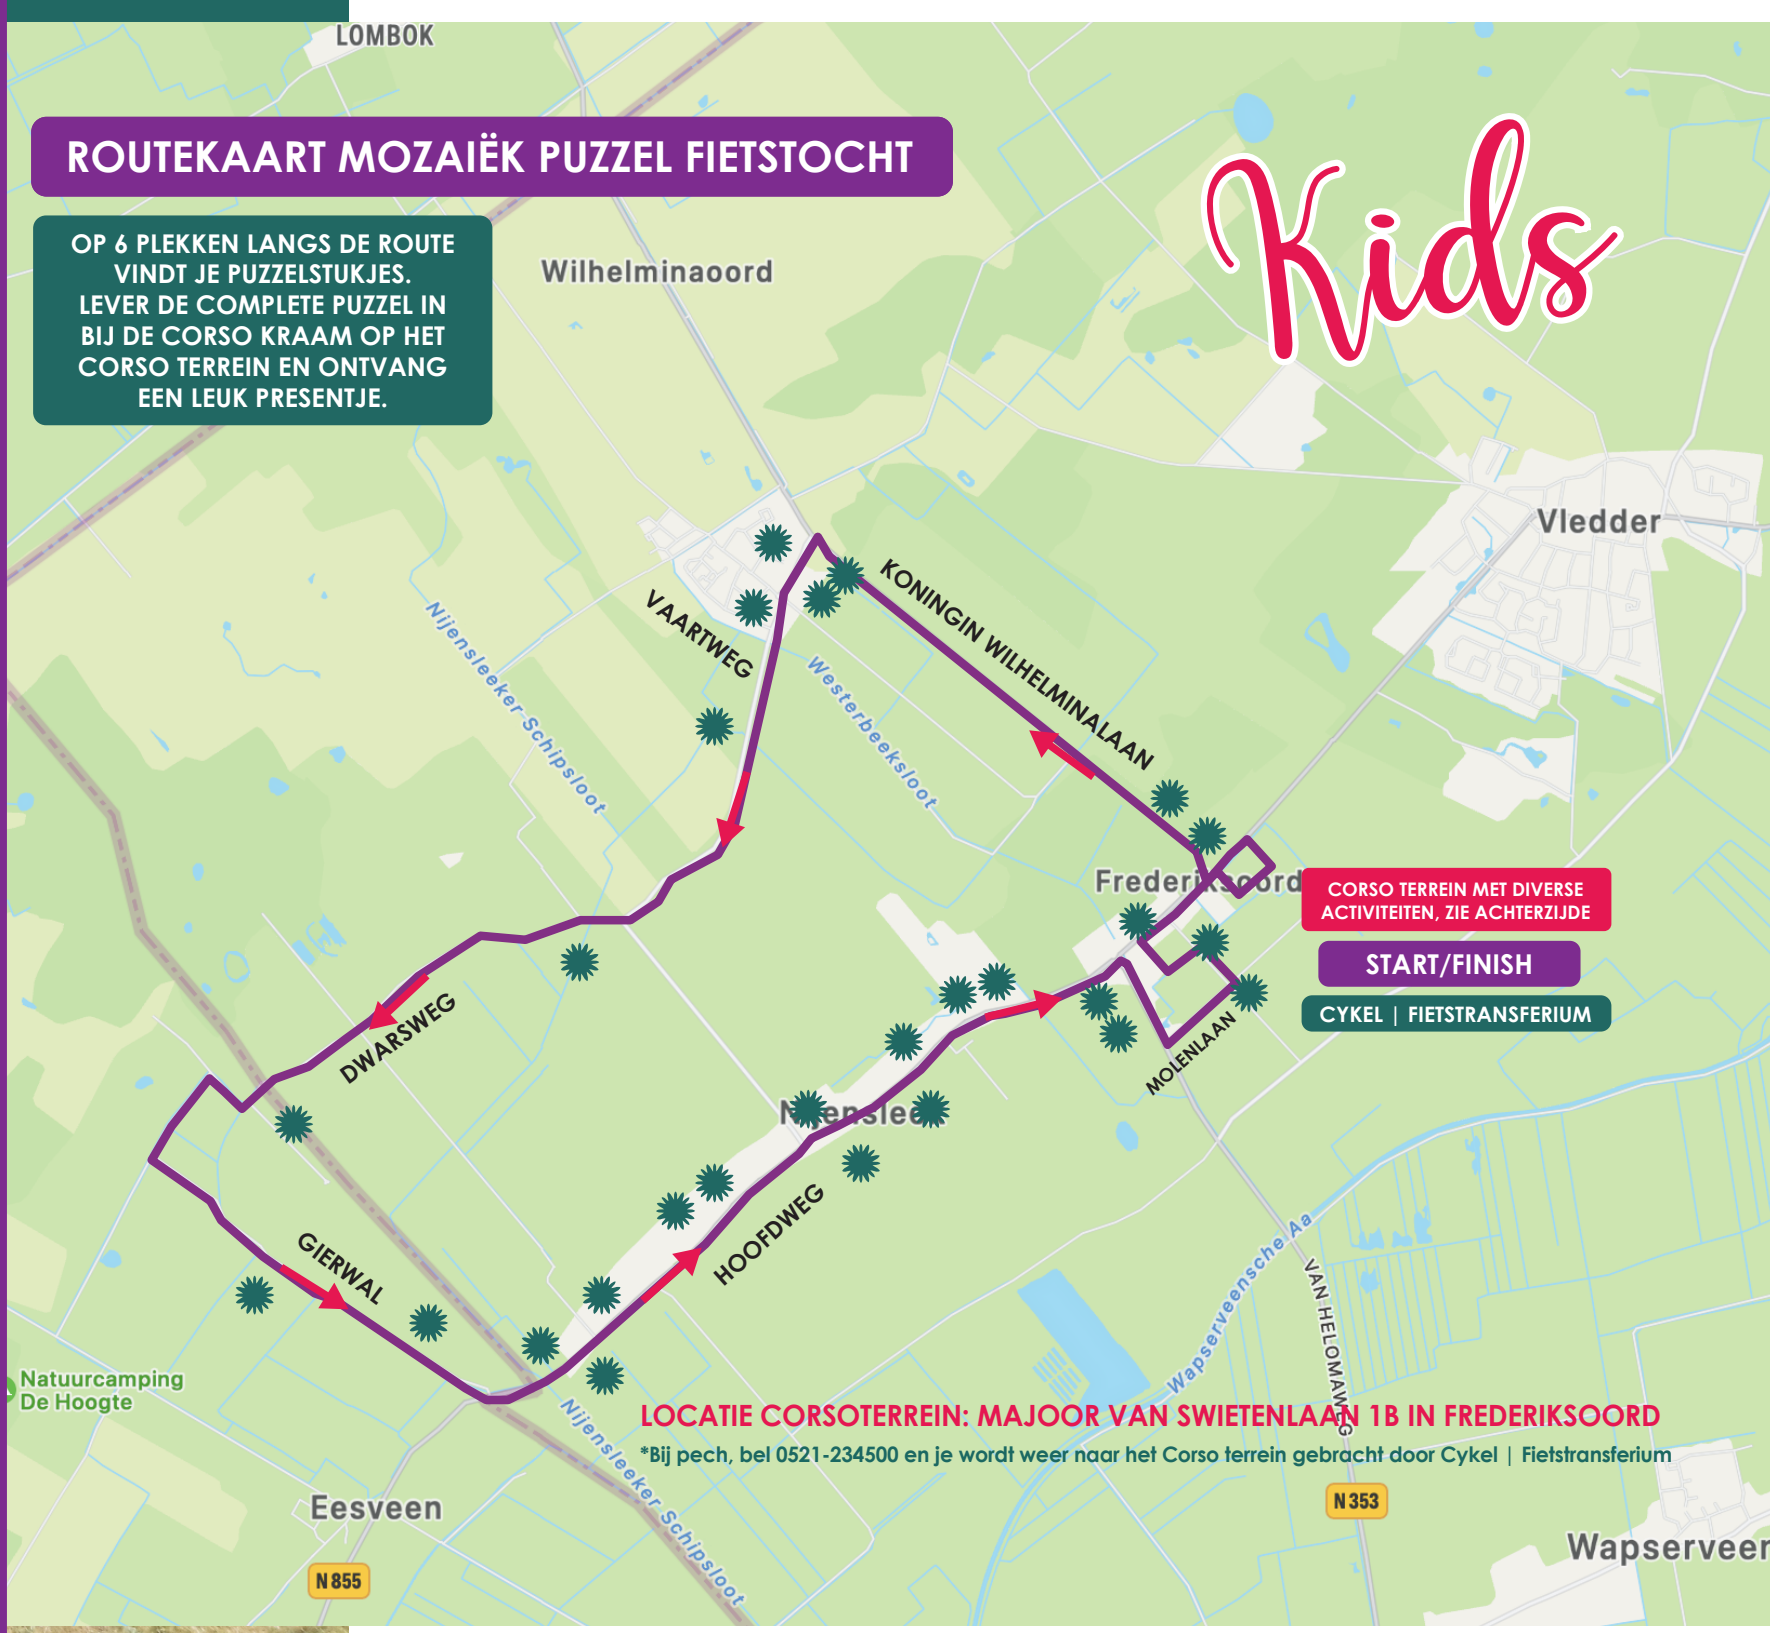 LOMBOK
ROUTEKAART MOZAIËK PUZZEL FIETSTOCHT
Kids
OP 6 PLEKKEN LANGS DE ROUTE
VINDT JE PUZZELSTUKJES.
LEVER DE COMPLETE PUZZEL IN
BIJ DE CORSO KRAAM OP HET
CORSO TERREIN EN ONTVANG
EEN LEUK PRESENTJE.
Wilhelminaoord
Vledder
KONINGIN WILHELMINALAAN
VAARTWEG
Nijensleeker Schipsloot
Westerbeeksloot
Frederiksoord
CORSO TERREIN MET DIVERSE
ACTIVITEITEN, ZIE ACHTERZIJDE
START/FINISH
CYKEL | FIETSTRANSFERIUM
DWARSWEG
MOLENLAAN
Nijensleek
HOOFDWEG
GIERWAL
Wapserveensche Aa
VAN HELOMAWEG
Natuurcamping
De Hoogte
LOCATIE CORSOTERREIN: MAJOOR VAN SWIETENLAAN 1B IN FREDERIKSOORD
*Bij pech, bel 0521-234500 en je wordt weer naar het Corso terrein gebracht door Cykel | Fietstransferium
Nijensleeker Schipsloot
Eesveen
N 353
Wapserveen
N 855